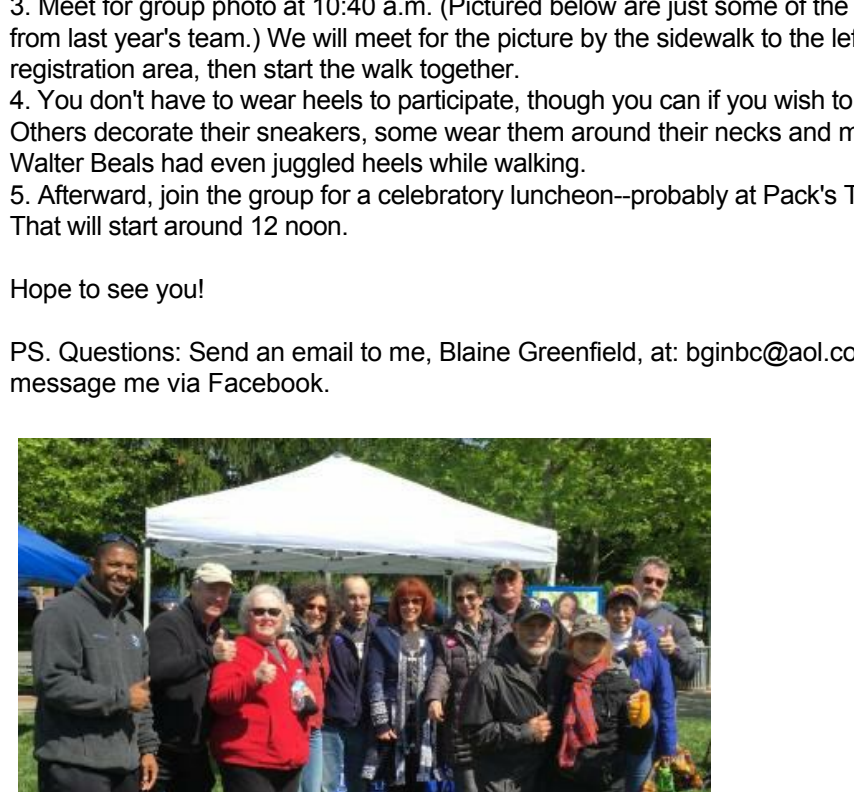 3. Meet for group photo at 10:40 a.m. (Pictured below are just some of the
from last year's team.) We will meet for the picture by the sidewalk to the
registration area, then start the walk together.
4. You don't have to wear heels to participate, though you can if you wish to
Others decorate their sneakers, some wear them around their necks and
Walter Beals had even juggled heels while walking.
5. Afterward, join the group for a celebratory luncheon--probably at Pack's
That will start around 12 noon.
Hope to see you!
PS. Questions: Send an email to me, Blaine Greenfield, at:
message me via Facebook.